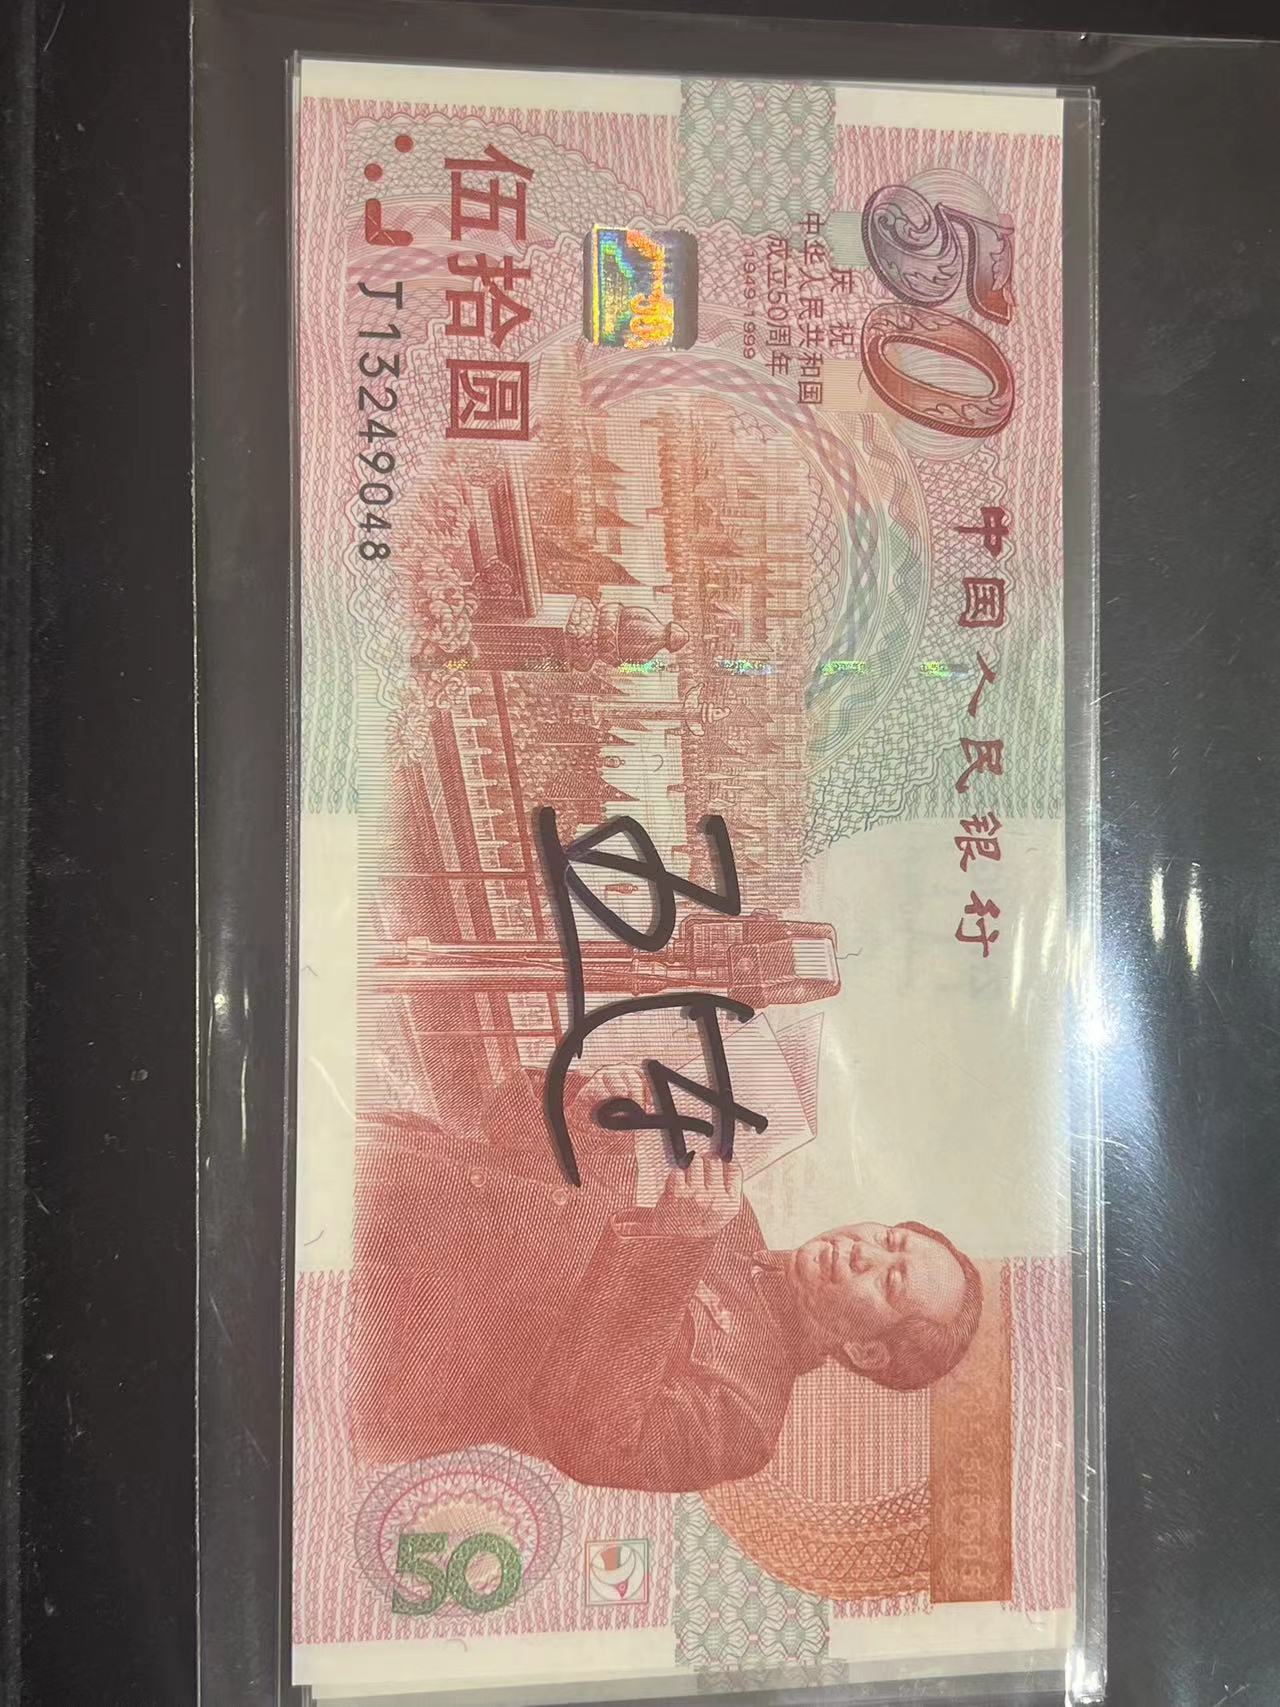 中国人民银行
50
庆祝
中华人民共和国
成立50周年
1949-1999
伍拾圆
J13249048
50